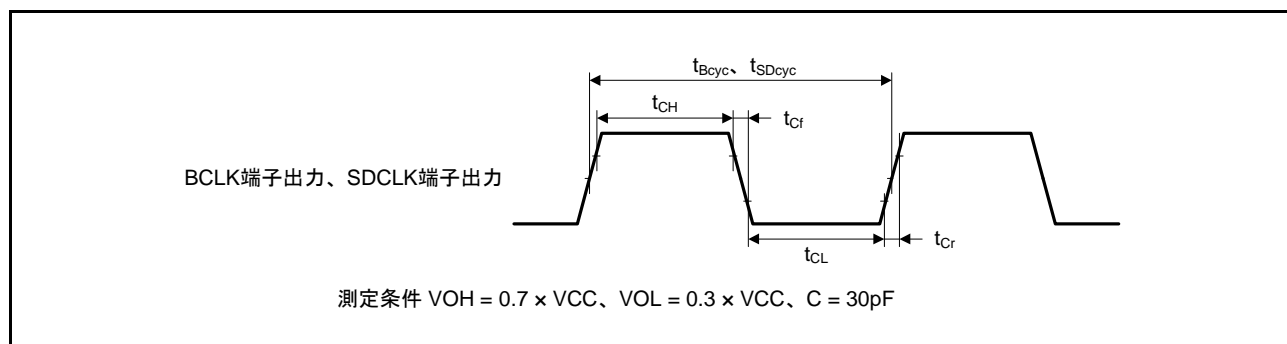 tBcyc、tSDcyc
tCH
tCf
BCLK端子出力、SDCLK端子出力
tCL
tCr
測定条件 VOH = 0.7 × VCC、VOL = 0.3 × VCC、C = 30pF